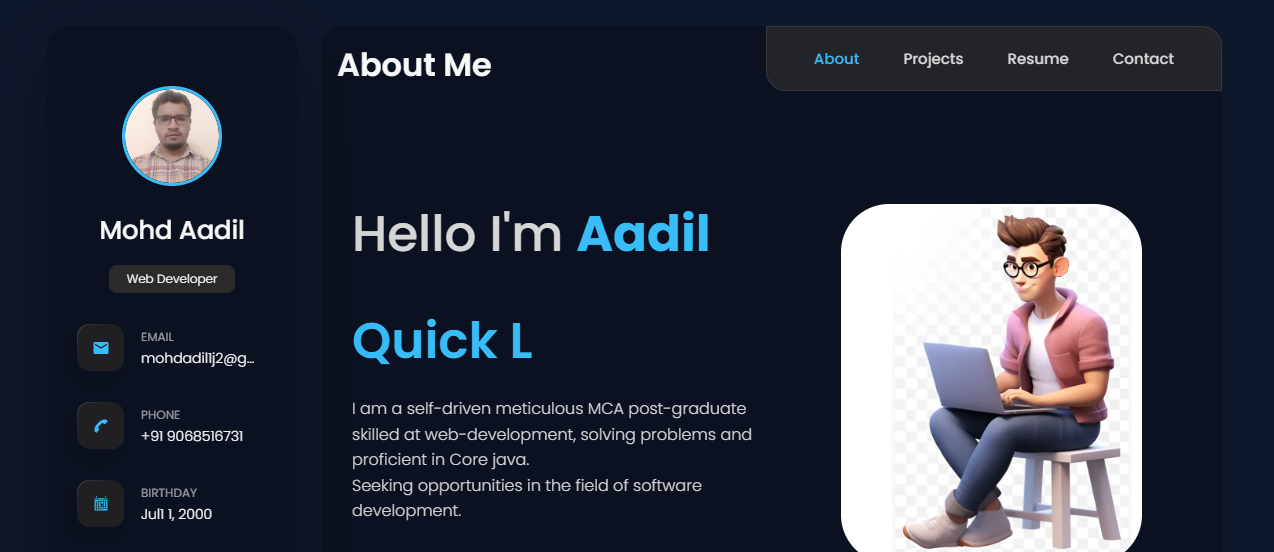 Mohd Aadil
Web Developer
EMAIL
mohdadil1j2@g...
PHONE
+91 9068516731
BIRTHDAY
Jul1 1, 2000
About Me
About
Projects
Resume
Contact
Hello I'm Aadil
Quick L
I am a self-driven meticulous MCA post-graduate
skilled at web-development, solving problems and
proficient in Core java.
Seeking opportunities in the field of software
development.